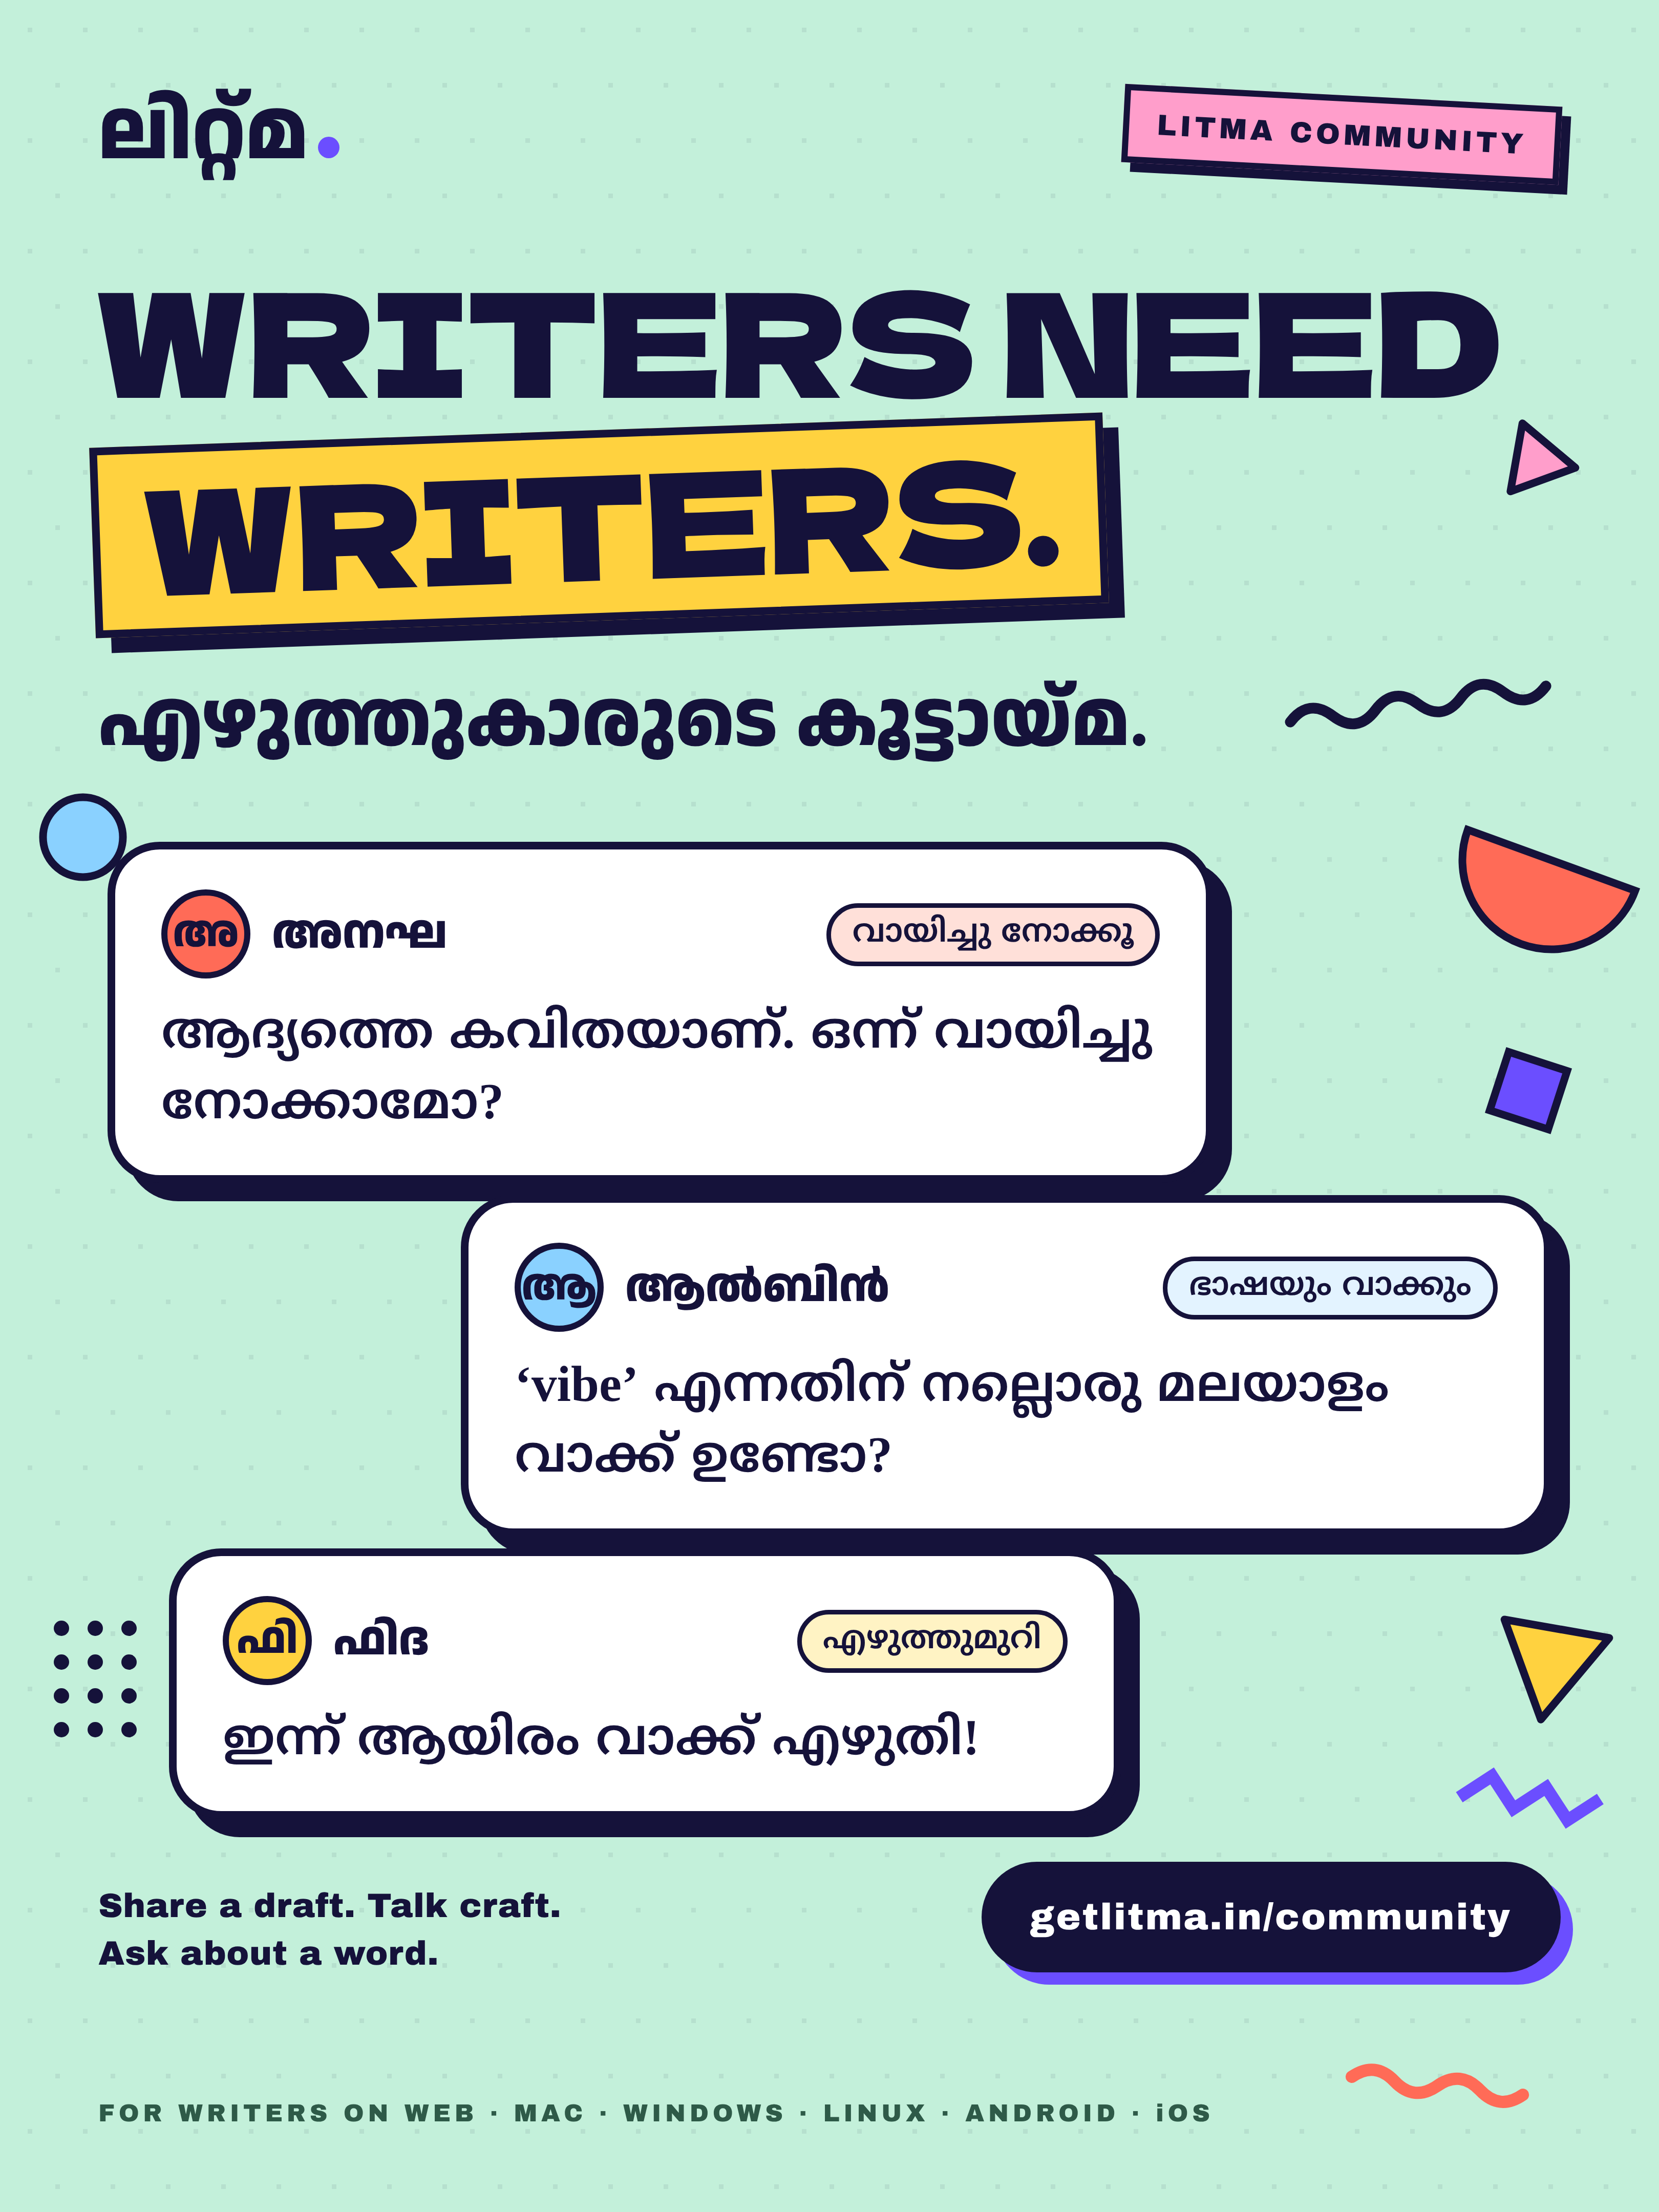 ലിറ്റ്മ.
LITMA COMMUNITY
WRITERS NEED
WRITERS.
എഴുത്തുകാരുടെ കൂട്ടായ്മ.
അ അനഘ വായിച്ചു നോക്കൂ
ആദ്യത്തെ കവിതയാണ്. ഒന്ന് വായിച്ചു
നോക്കാമോ?
ആ ആൽബിൻ ഭാഷയും വാക്കും
‘vibe’ എന്നതിന് നല്ലൊരു മലയാളം
വാക്ക് ഉണ്ടോ?
ഫി ഫിദ എഴുത്തുമുറി
ഇന്ന് ആയിരം വാക്ക് എഴുതി!
Share a draft. Talk craft.
Ask about a word.
getlitma.in/community
FOR WRITERS ON WEB · MAC · WINDOWS · LINUX · ANDROID · iOS